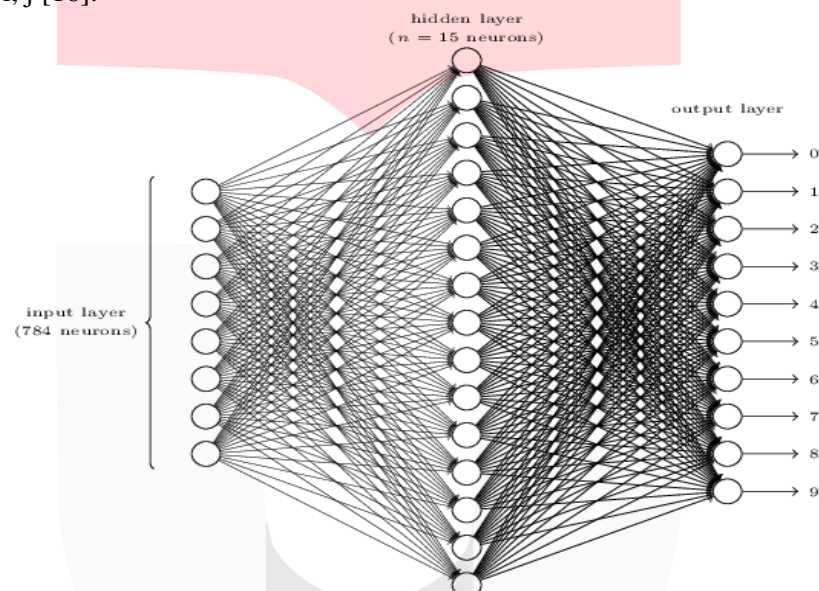 hidden layer
(n = 15 neurons)
output layer
0
1
2
3
4
5
6
7
8
9
input layer
(784 neurons)